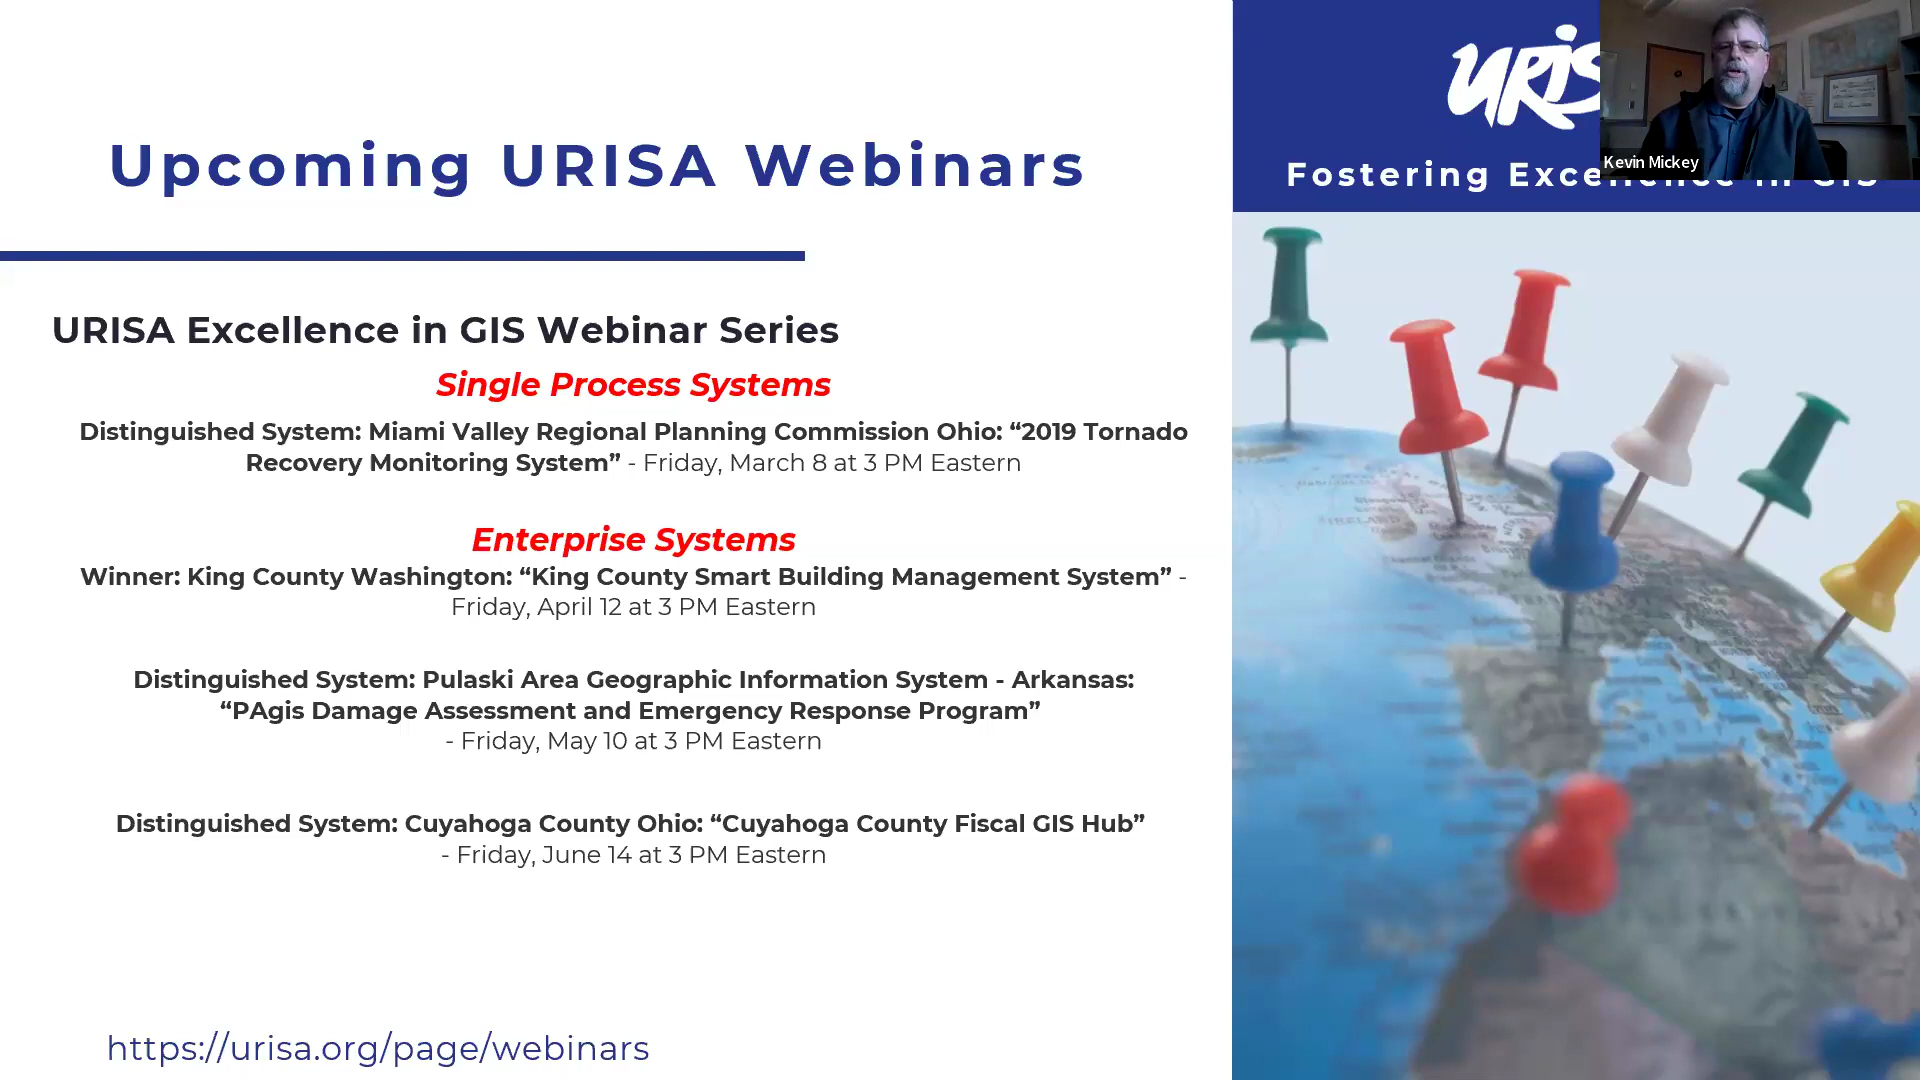 Upcoming URISA Webinars
URISA Excellence in GIS Webinar Series
Single Process Systems
Distinguished System: Miami Valley Regional Planning Commission Ohio: “2019 Tornado
Recovery Monitoring System” - Friday, March 8 at 3 PM Eastern
Enterprise Systems
Winner: King County Washington: “King County Smart Building Management System” -
Friday, April 12 at 3 PM Eastern
Distinguished System: Pulaski Area Geographic Information System - Arkansas:
“PAgis Damage Assessment and Emergency Response Program”
- Friday, May 10 at 3 PM Eastern
Distinguished System: Cuyahoga County Ohio: “Cuyahoga County Fiscal GIS Hub”
- Friday, June 14 at 3 PM Eastern
https://urisa.org/page/webinars
URIS
Kevin Mickey
Fostering Excellence in GIS
IRELAND